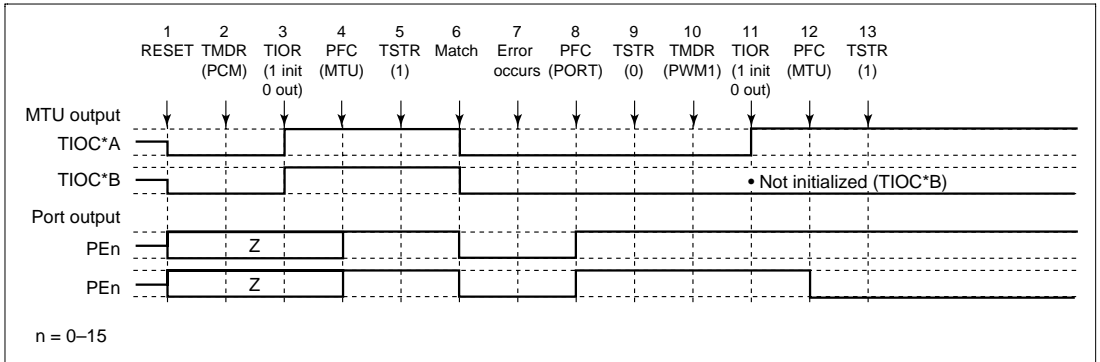 1 2 3 4 5 6 7 8 9 10 11 12 13
RESET TMDR TIOR PFC TSTR Match Error PFC TSTR TMDR TIOR PFC TSTR
(PCM) (1 init (MTU) (1) occurs (PORT) (0) (PWM1) (1 init (MTU) (1)
0 out) 0 out)
MTU output
TIOC*A
TIOC*B • Not initialized (TIOC*B)
Port output
PEn Z
PEn Z
n = 0–15